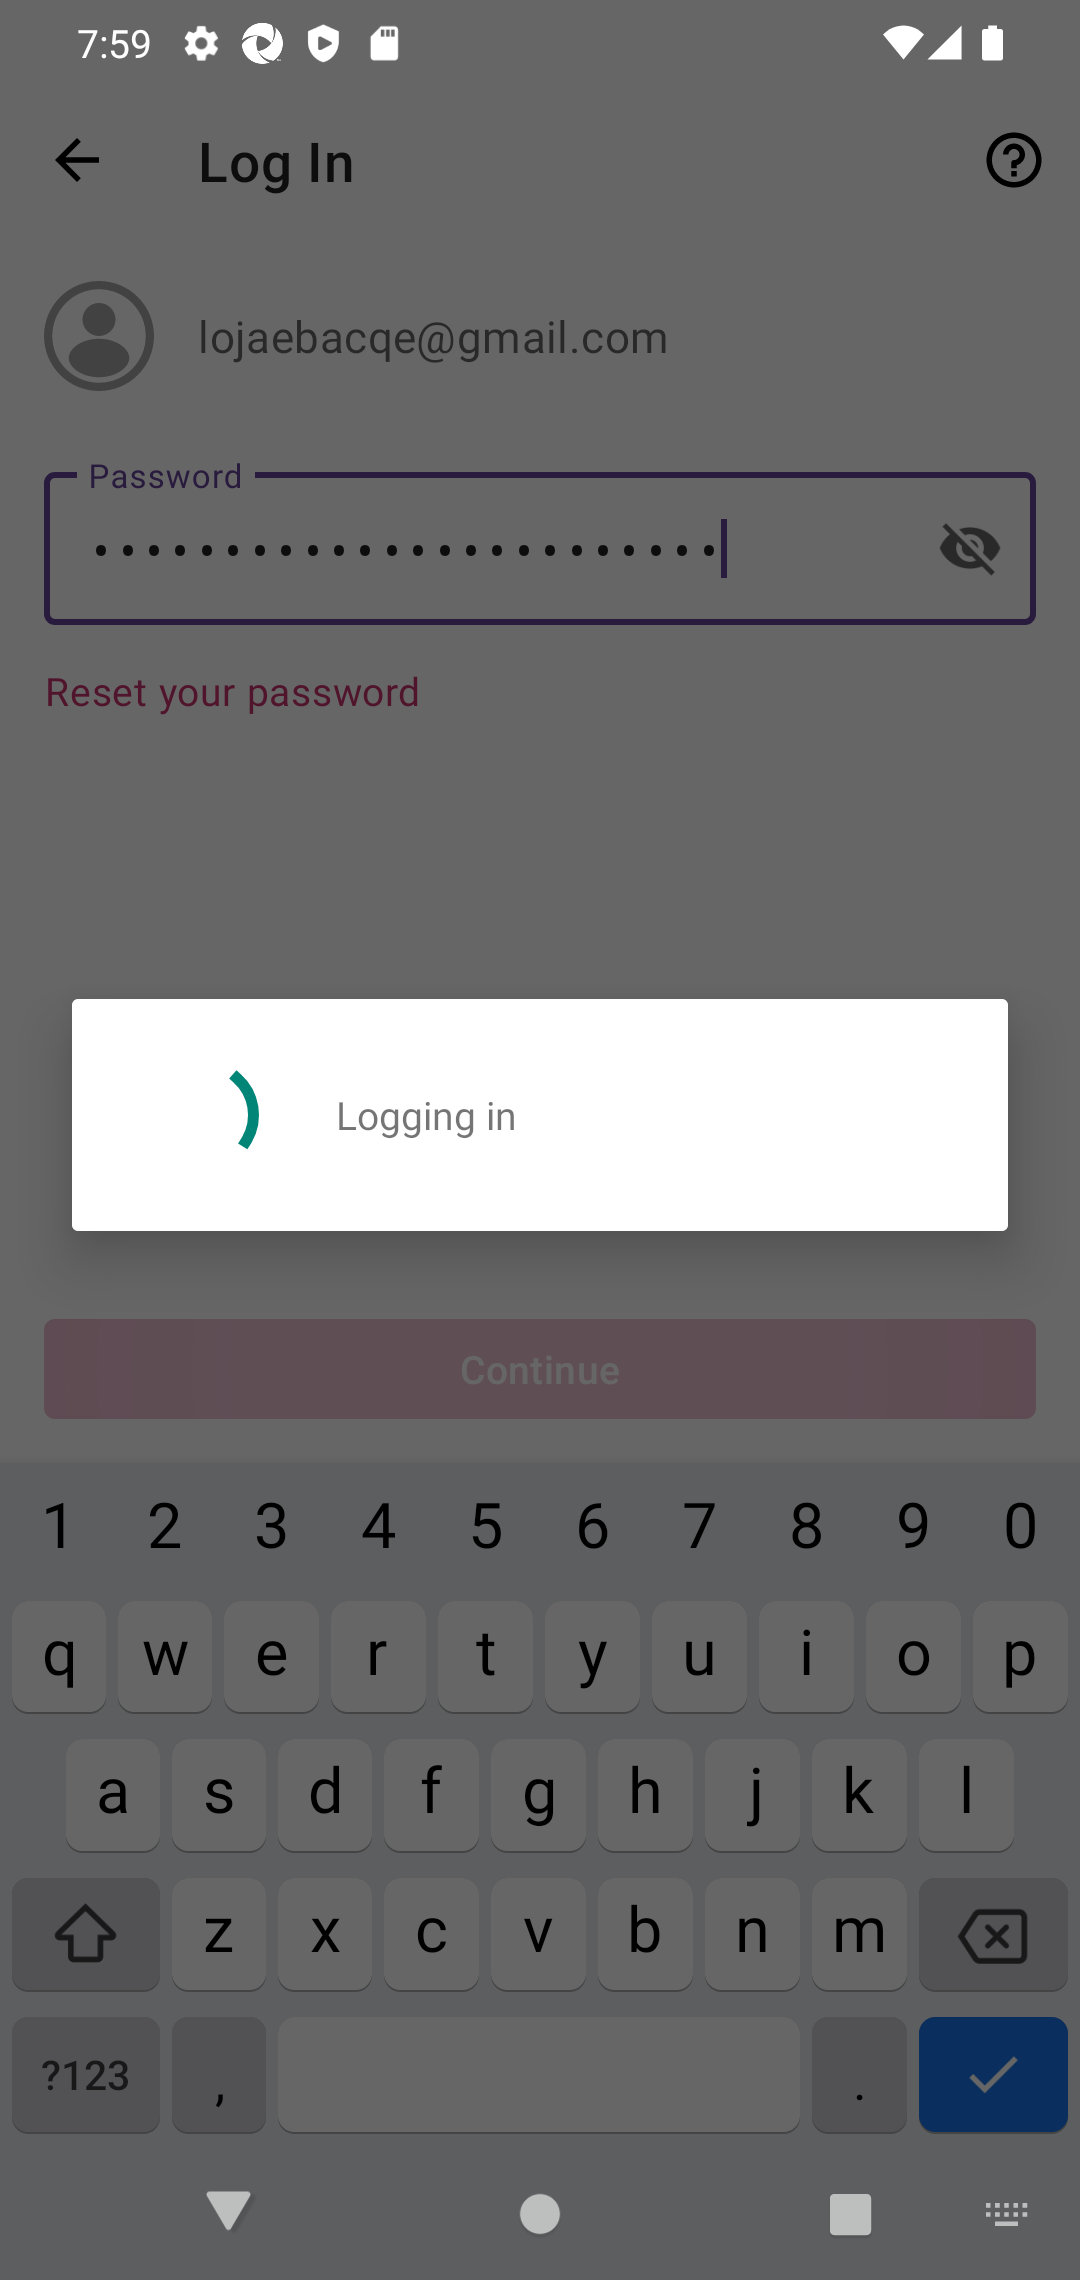 7:59
Log In
lojaebacqe@gmail.com
Password
••••••••••••••••••••••••
Reset your password
Logging in
Continue
1 2 3 4 5 6 7 8 9 0
q w e r t y u i o p
a s d f g h j k l
z x c v b n m
?123 , .